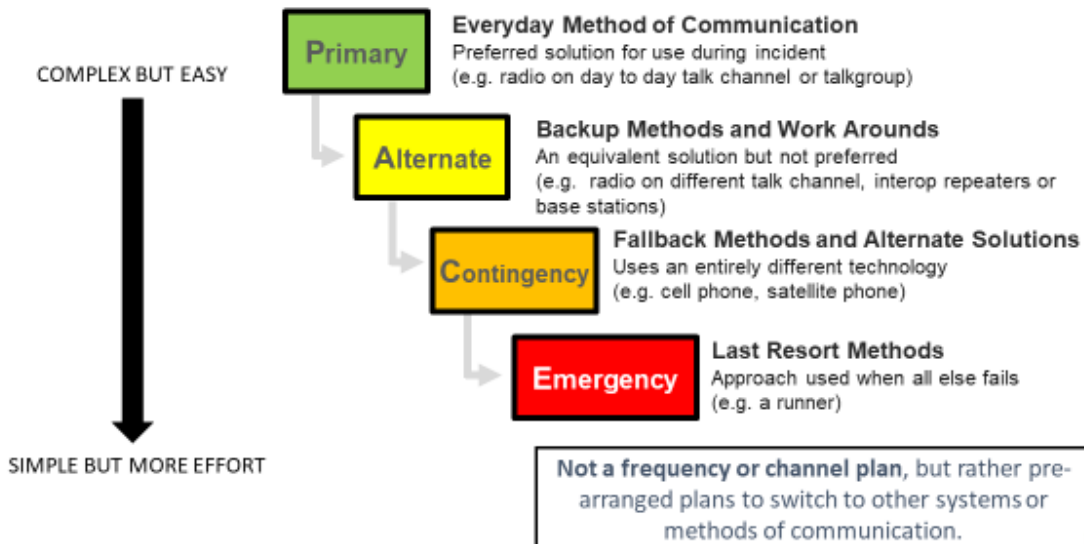 Primary
Everyday Method of Communication
Preferred solution for use during incident
(e.g. radio on day to day talk channel or talkgroup)
COMPLEX BUT EASY
Alternate
Backup Methods and Work Arounds
An equivalent solution but not preferred
(e.g. radio on different talk channel, interop repeaters or
base stations)
Contingency
Fallback Methods and Alternate Solutions
Uses an entirely different technology
(e.g. cell phone, satellite phone)
Emergency
Last Resort Methods
Approach used when all else fails
(e.g. a runner)
SIMPLE BUT MORE EFFORT
Not a frequency or channel plan, but rather pre-
arranged plans to switch to other systems or
methods of communication.